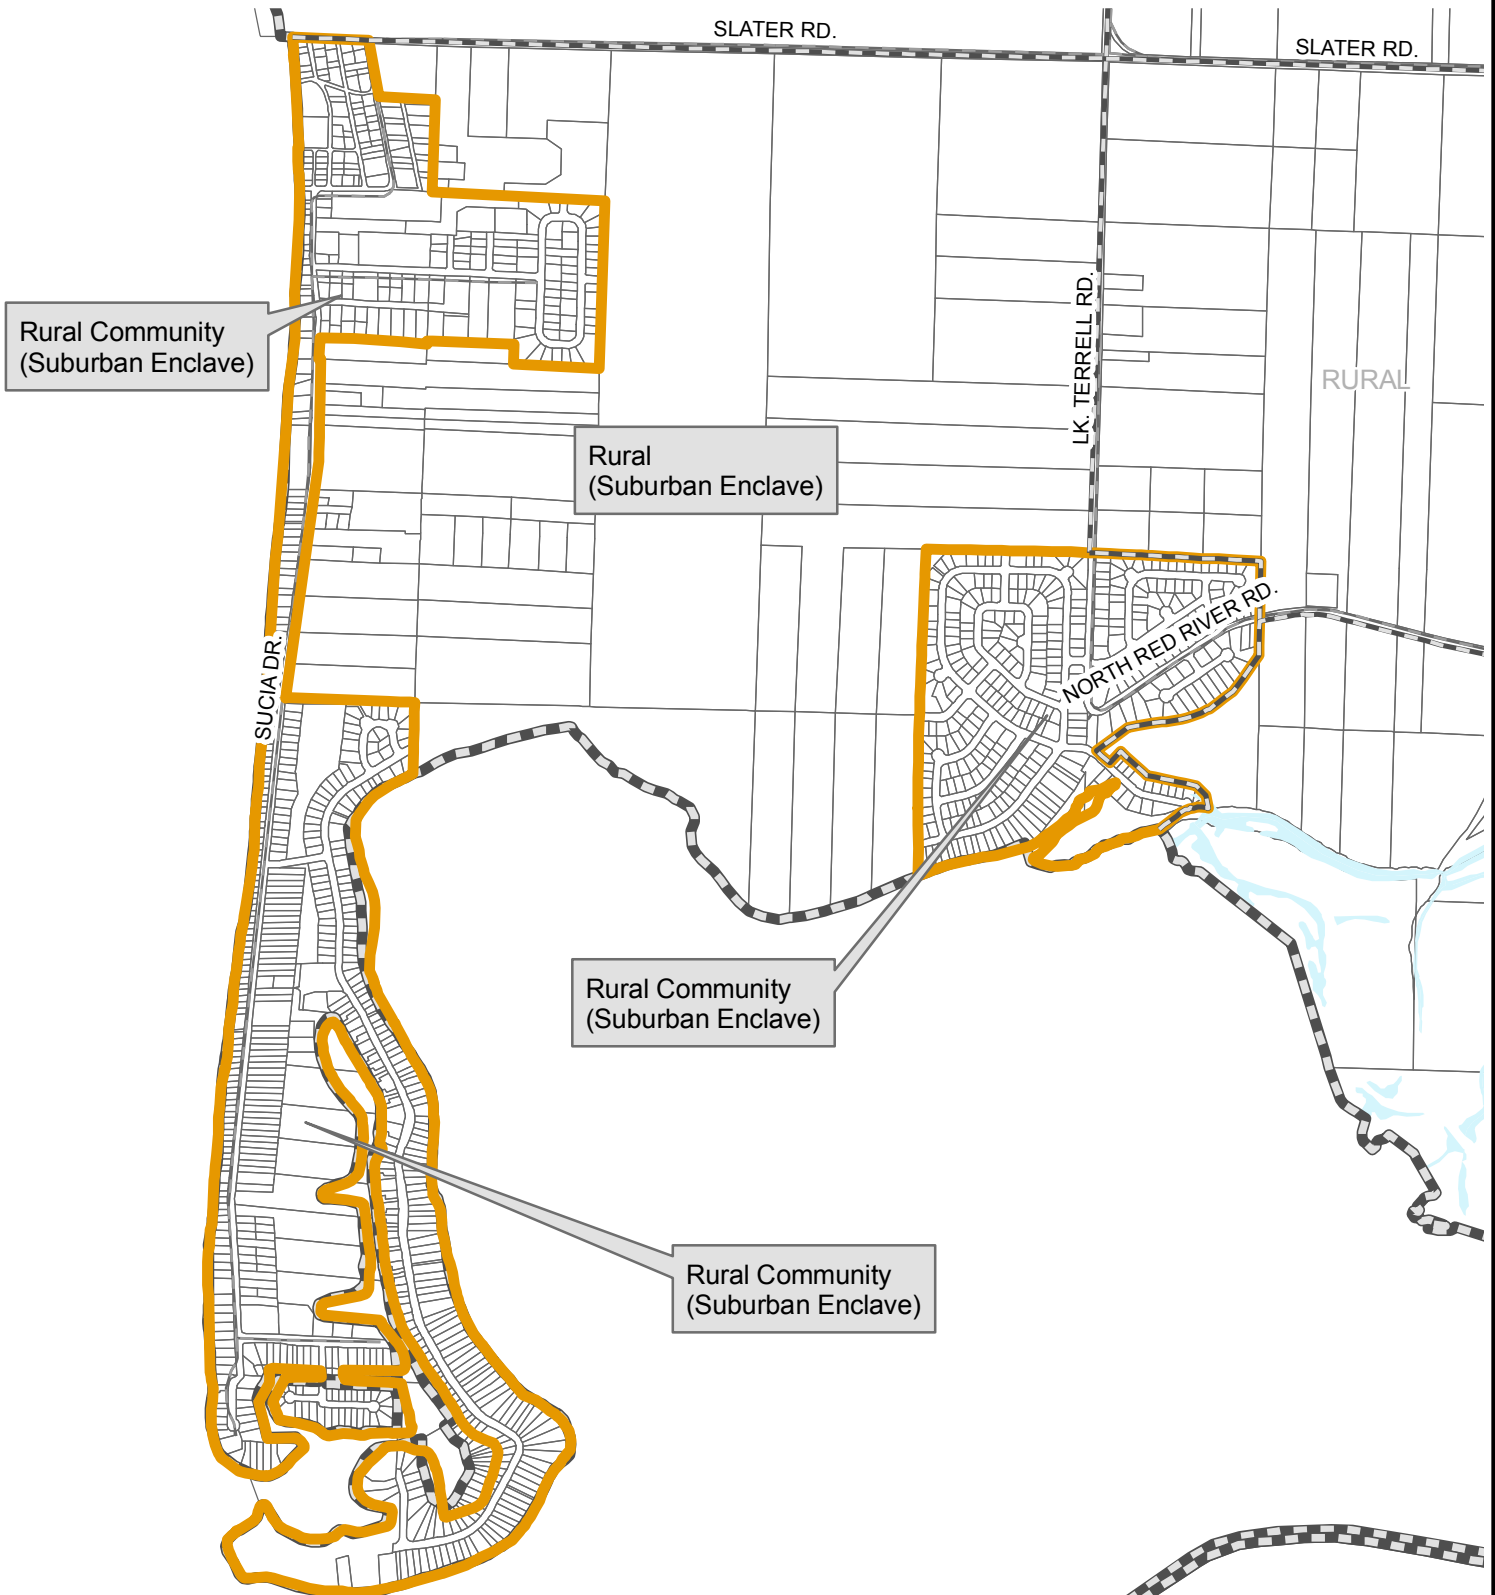 SLATER RD.
SLATER RD.
Rural Community
(Suburban Enclave)
LK. TERRELL RD.
RURAL
Rural
(Suburban Enclave)
NORTH RED RIVER RD.
SUCIA DR.
Rural Community
(Suburban Enclave)
Rural Community
(Suburban Enclave)